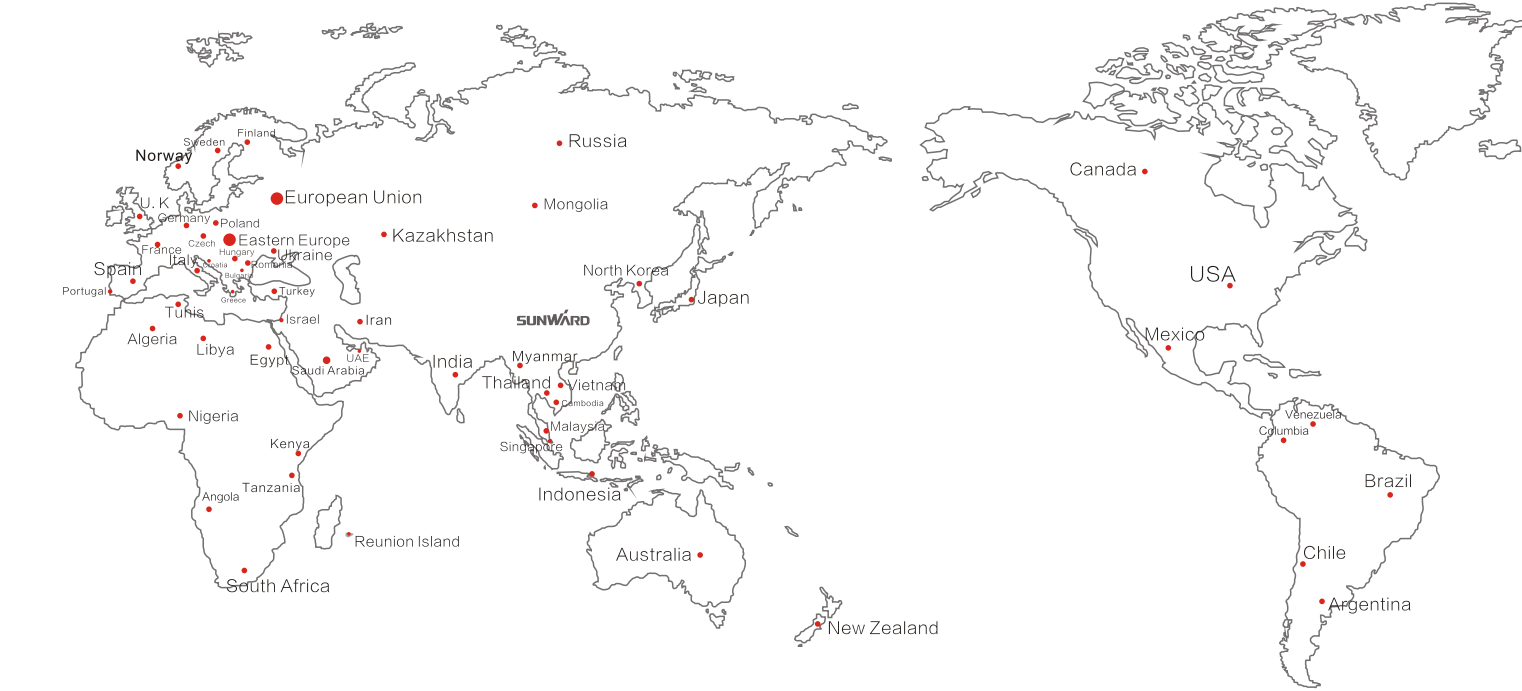 Finland
Sweden
Russia
Norway
Canada
European Union
U. K
Mongolia
Germany
Poland
Kazakhstan
Czech
Eastern Europe
France
Hungary
Ukraine
Italy
Croatia
Romania
Spain
Bulgaria
North Korea
USA
Portugal
Turkey
Greece
Japan
Tunis
Israel
Iran
SUNWARD
Algeria
Mexico
Libya
Egypt
UAE
Myanmar
India
Saudi Arabia
Thailand
Vietnam
Cambodia
Nigeria
Venezuela
Malaysia
Columbia
Kenya
Singapore
Brazil
Tanzania
Indonesia
Angola
Reunion Island
Chile
Australia
South Africa
Argentina
New Zealand